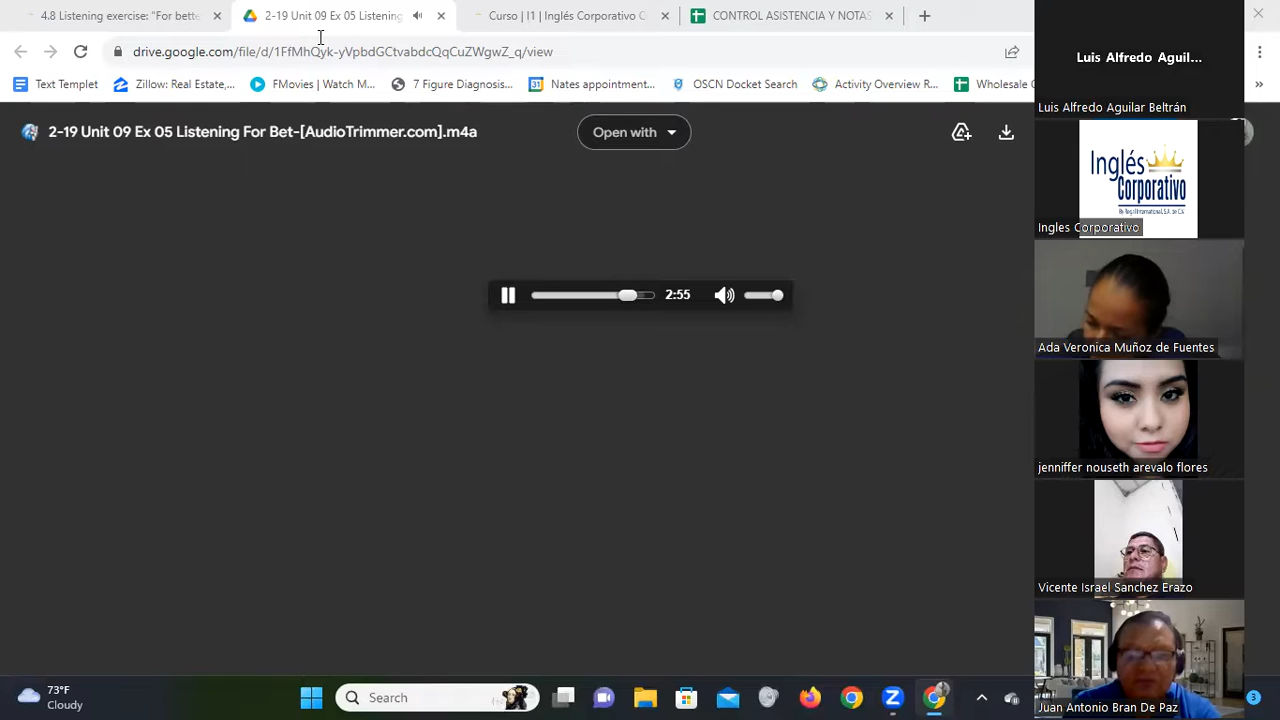 4.8 Listening exercise: "For bette
2-19 Unit 09 Ex 05 Listening
Curso | I1 | Inglés Corporativo O
CONTROL ASISTENCIA Y NOTAS
drive.google.com/file/d/1FfMhQyk-yVpbdGCtvabdcQqCuZWgwZ_q/view
Text Templet
Zillow: Real Estate,...
FMovies | Watch M...
7 Figure Diagnosis...
Nates appointment...
OSCN Docket Search
Activity Overview R...
Wholesale C
2-19 Unit 09 Ex 05 Listening For Bet-[AudioTrimmer.com].m4a
Open with
2:55
Luis Alfredo Aguil...
Luis Alfredo Aguilar Beltrán
Inglés
Corporativo
Ingles Corporativo
Ada Veronica Muñoz de Fuentes
jenniffer nouseth arevalo flores
Vicente Israel Sanchez Erazo
Juan Antonio Bran De Paz
73°F
Cloudy
Search
3